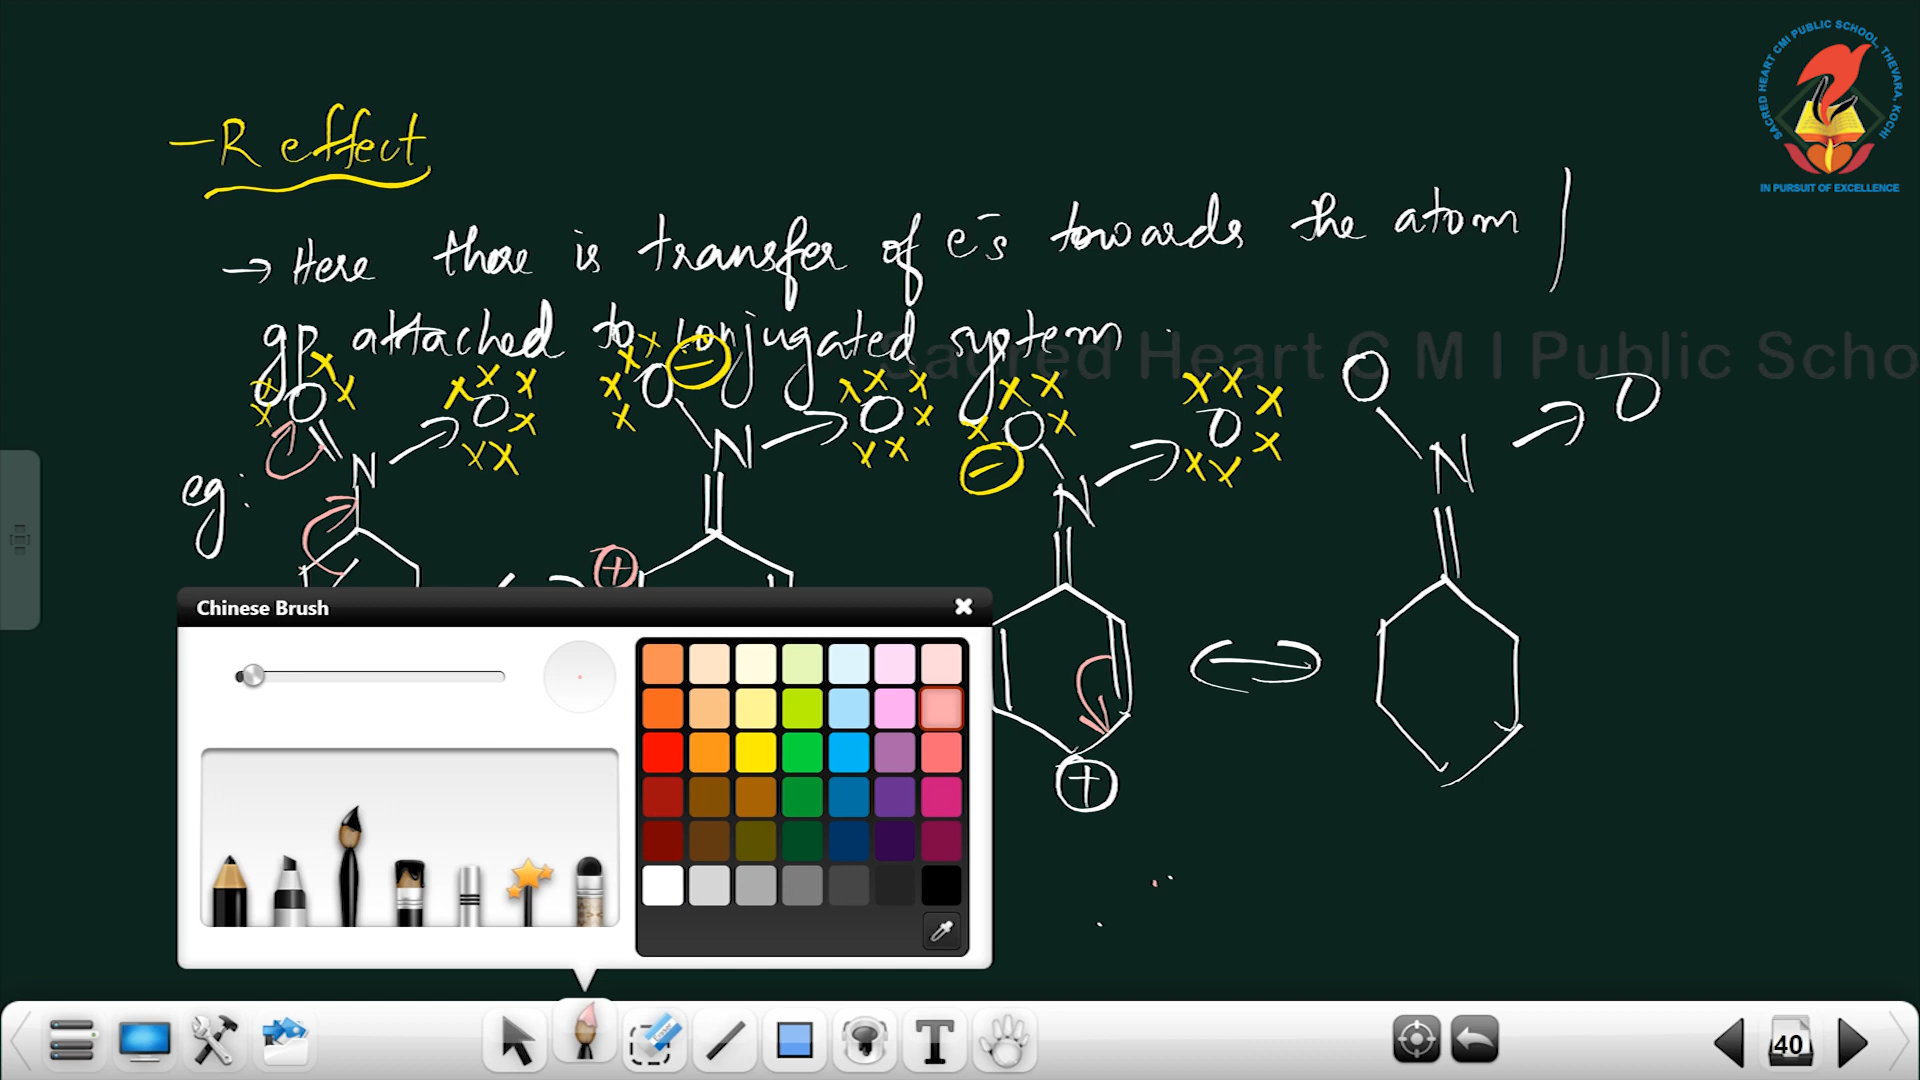 SACRED HEART CMI PUBLIC SCHOOL, THEVARA, KOCHI
IN PURSUIT OF EXCELLENCE
-R effect
→ Here there is transfer of e⁻s towards the atom /
gp attached to conjugated system
Sacred Heart C M I Public Scho
O O O⊖ O O O O O
⊖
N N N N
eg:
⊕
⊕
Chinese Brush
T
40